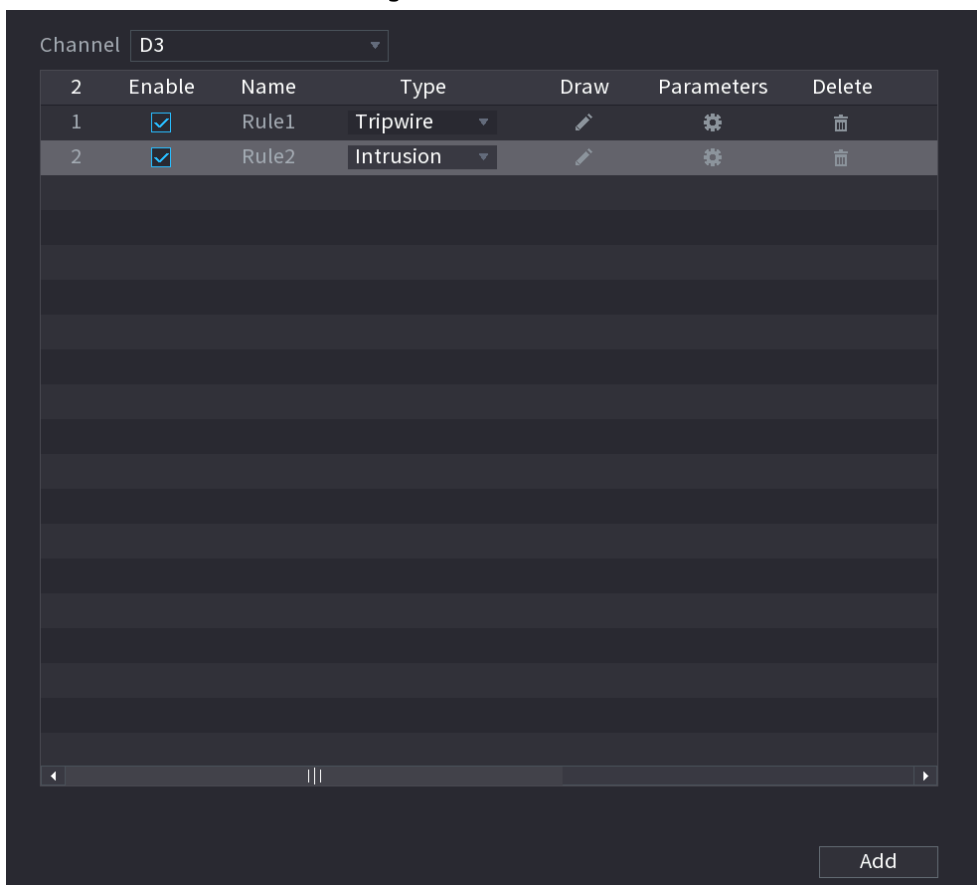 Channel D3
2 Enable Name Type Draw Parameters Delete
1 Rule1 Tripwire
2 Rule2 Intrusion
Add